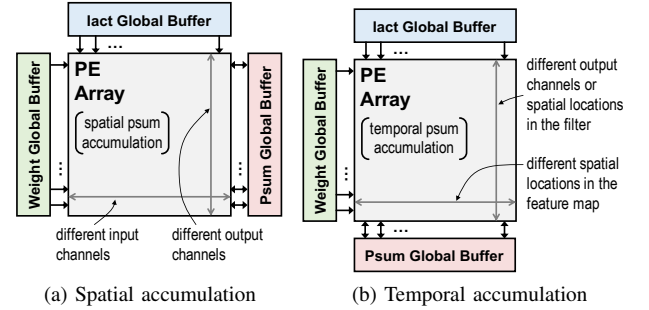 Iact Global Buffer
...
Weight Global Buffer
...
PE
Array
(spatial psum
accumulation)
...
Psum Global Buffer
different input
channels
different output
channels
(a) Spatial accumulation
Iact Global Buffer
...
Weight Global Buffer
...
PE
Array
(temporal psum
accumulation)
different output
channels or
spatial locations
in the filter
different spatial
locations in the
feature map
...
Psum Global Buffer
(b) Temporal accumulation